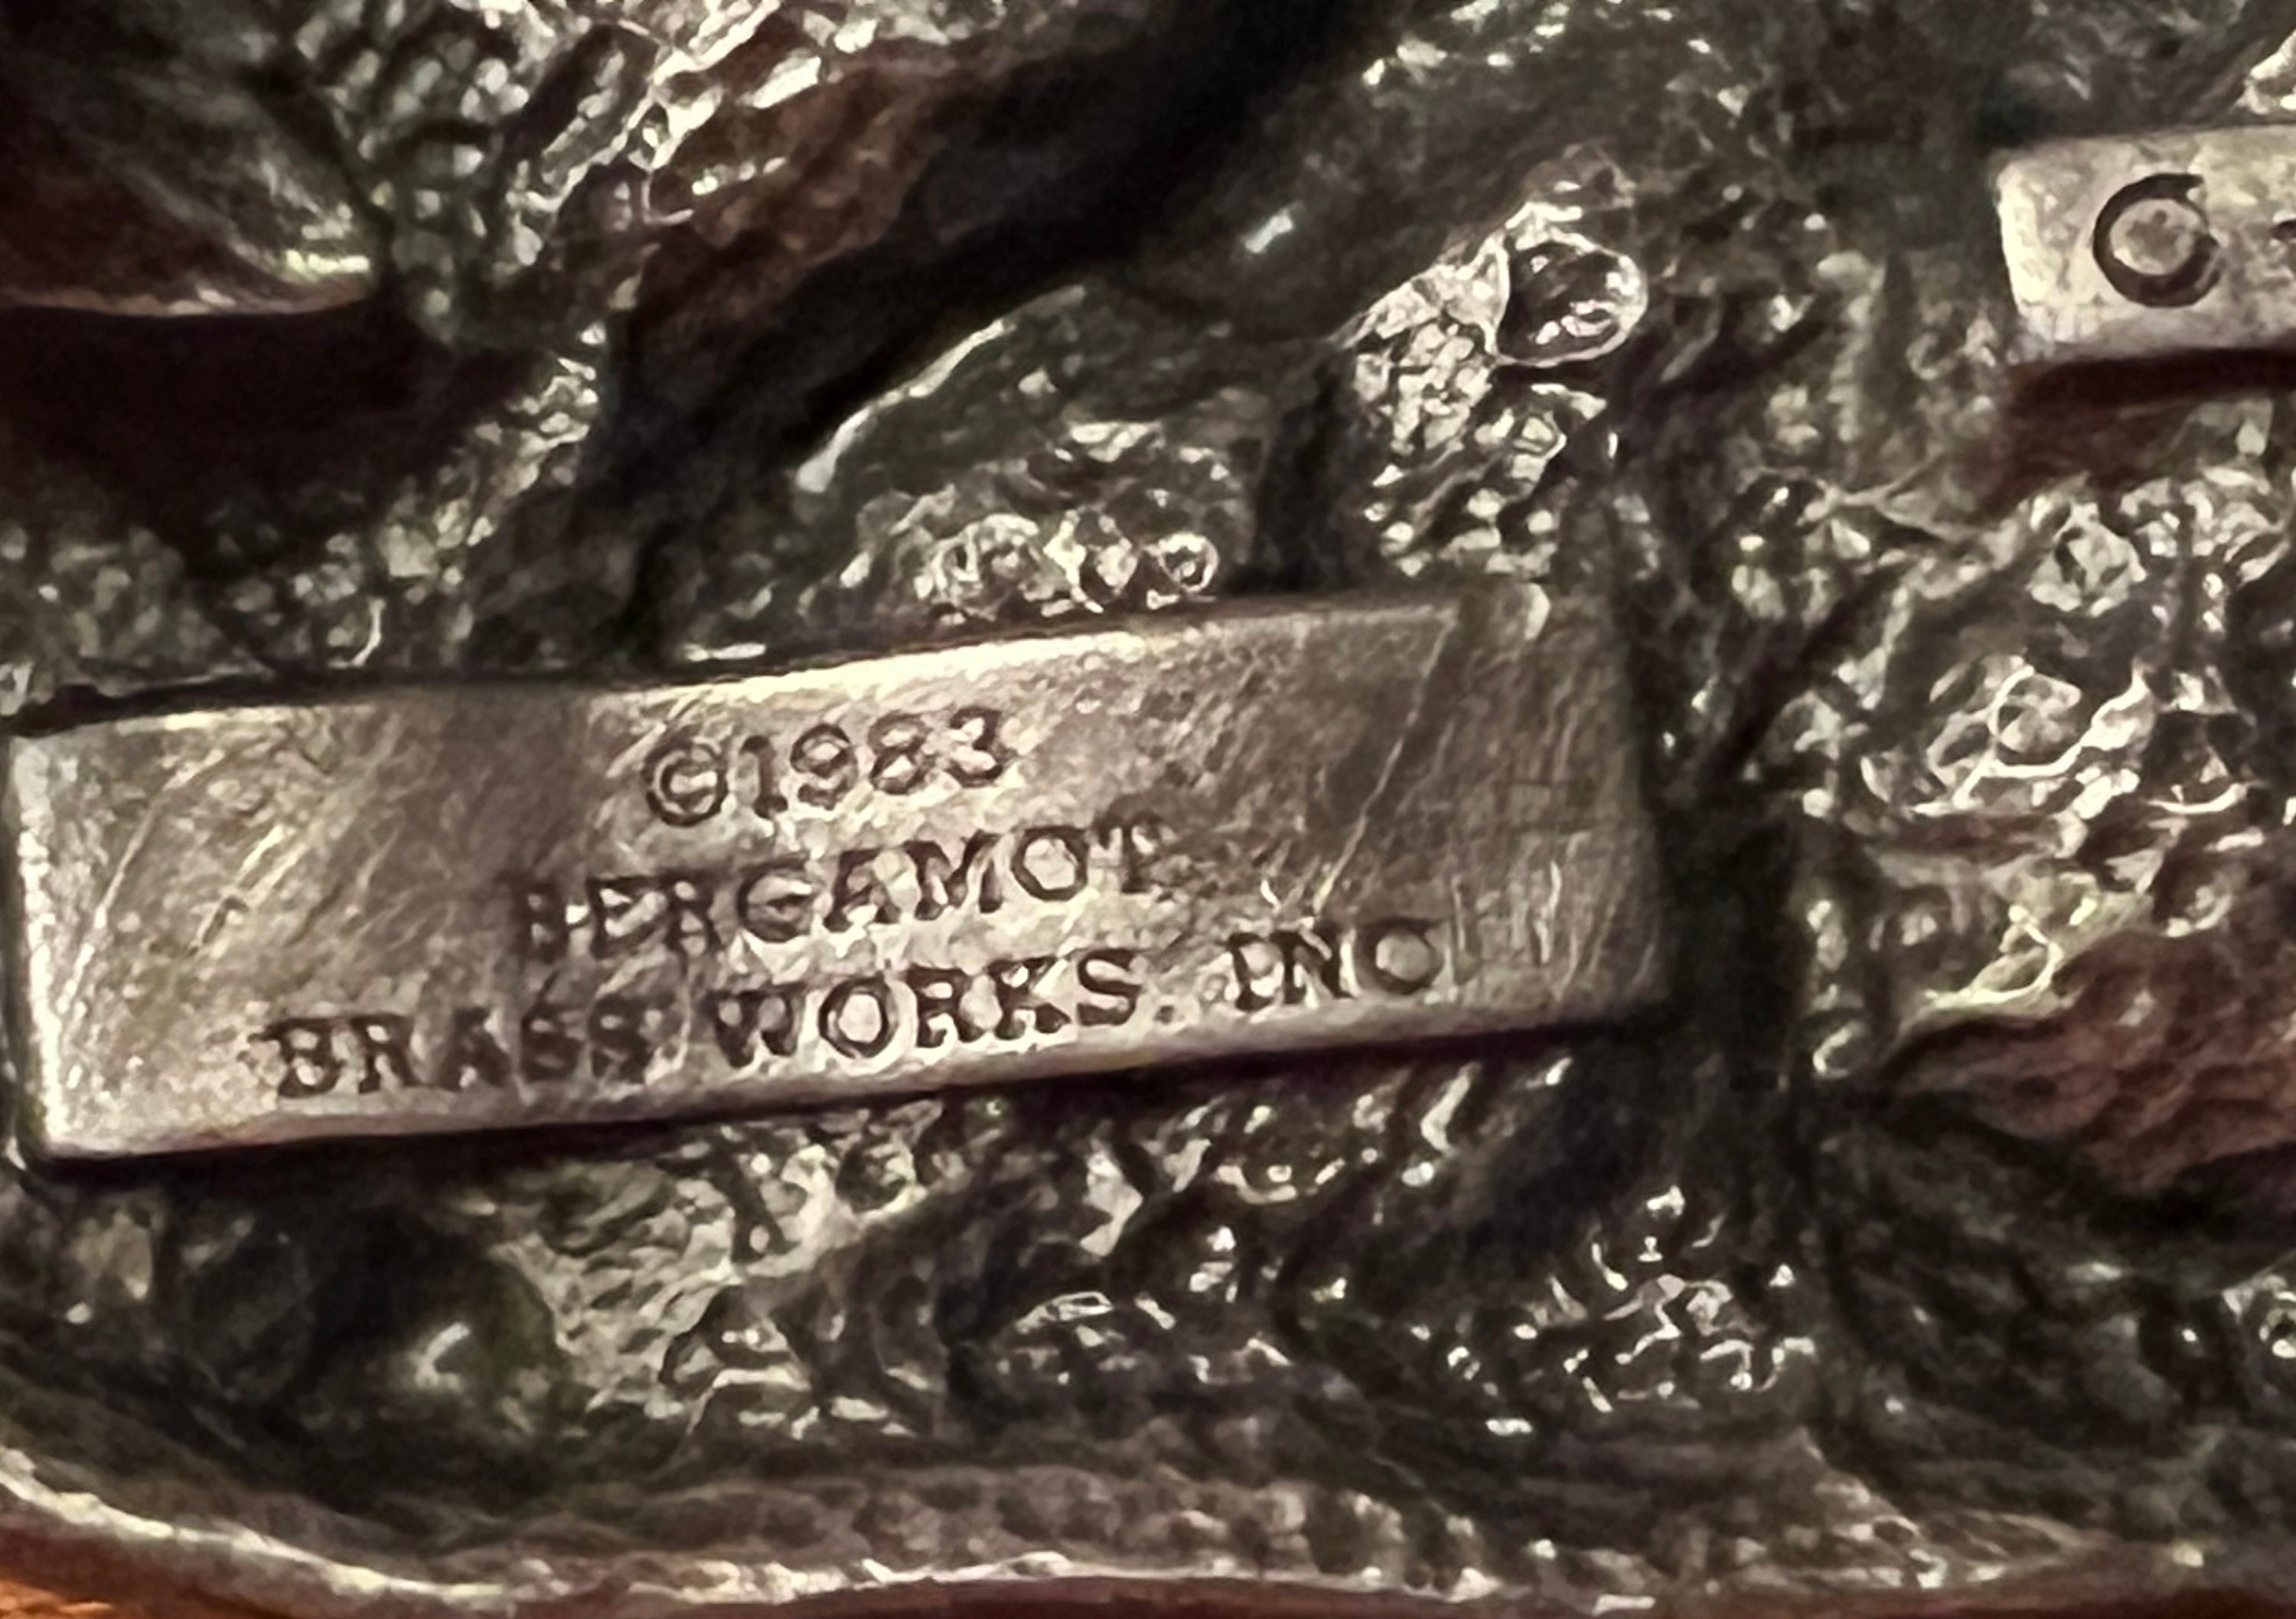 ©1983
BERGAMOT
BRASS WORKS. INC